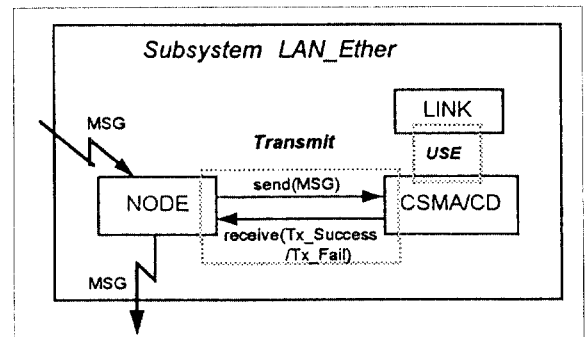 Subsystem LAN_Ether
LINK
MSG
Transmit
USE
send(MSG)
NODE
CSMA/CD
receive(Tx_Success
/Tx_Fail)
MSG